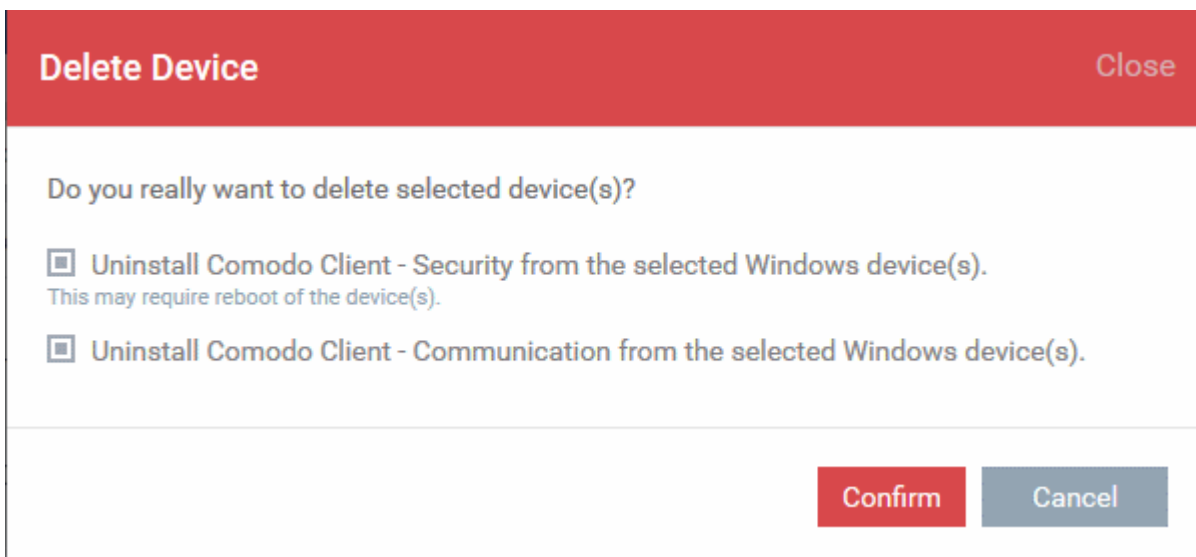 Delete Device
Close
Do you really want to delete selected device(s)?
Uninstall Comodo Client - Security from the selected Windows device(s).
This may require reboot of the device(s).
Uninstall Comodo Client - Communication from the selected Windows device(s).
Confirm
Cancel